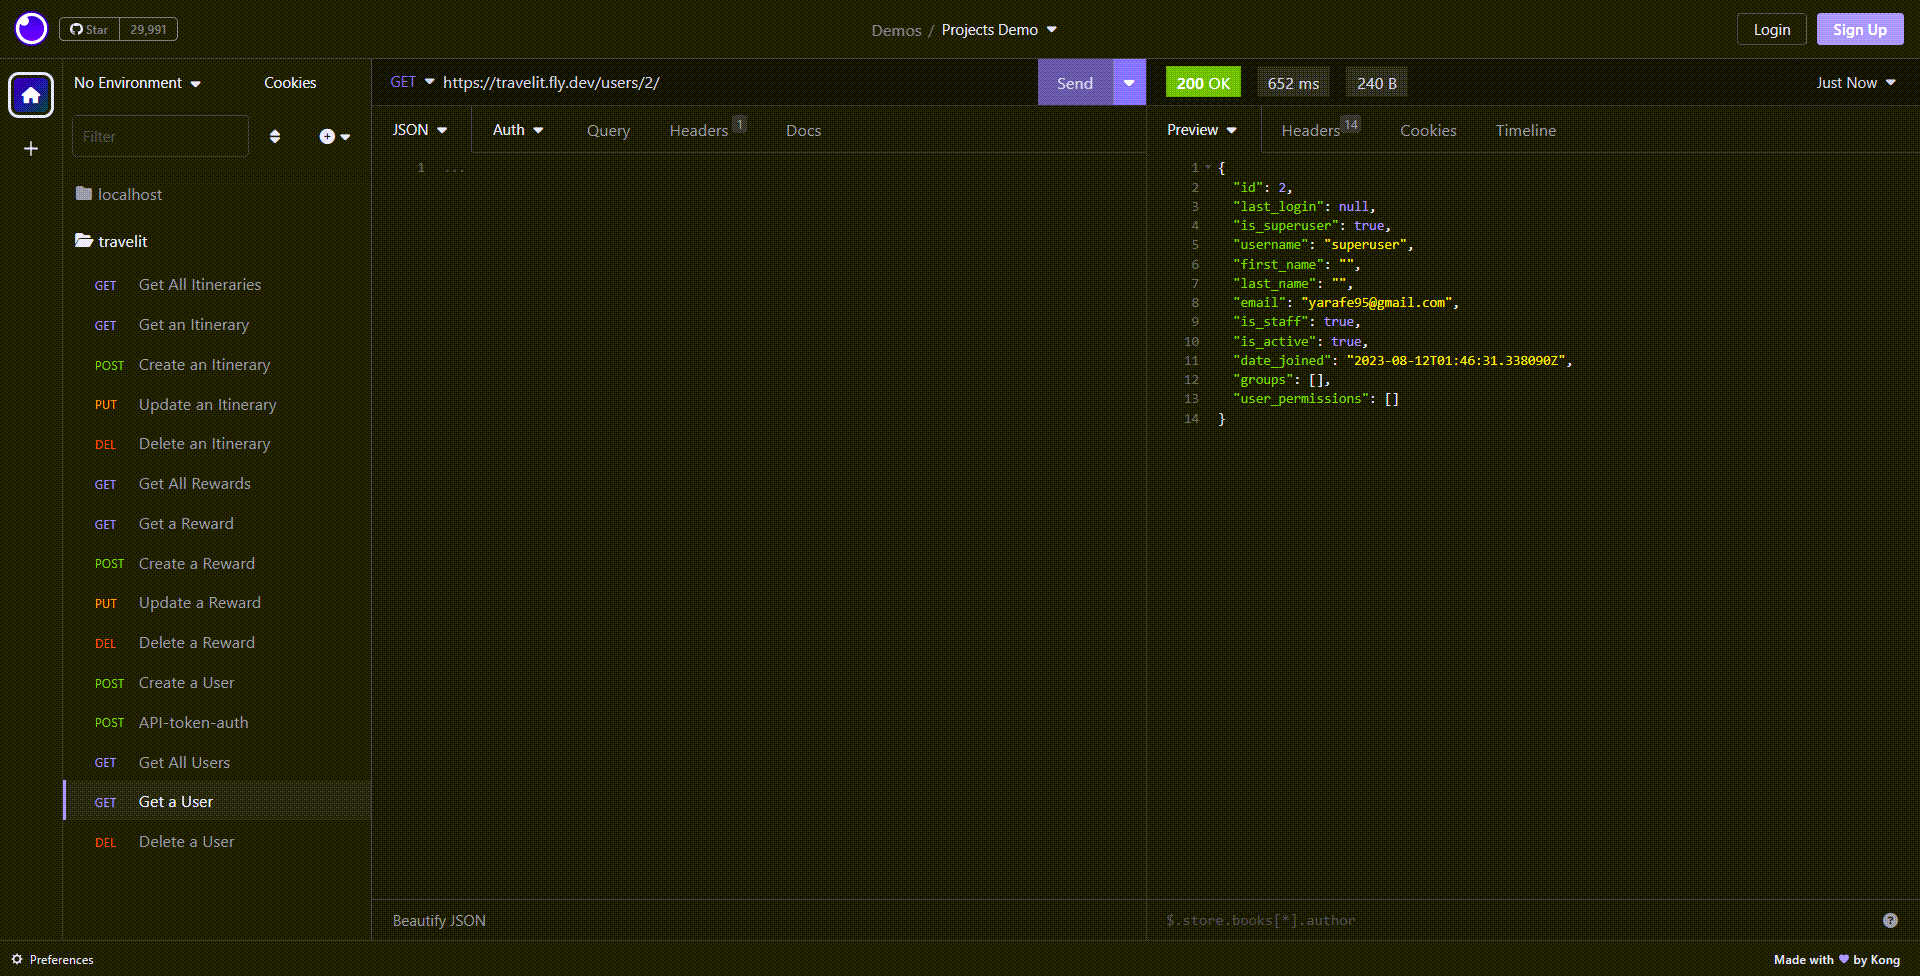 Star 29,991
Demos / Projects Demo
Login
Sign Up
No Environment
Cookies
Filter
localhost
travelit
GET Get All Itineraries
GET Get an Itinerary
POST Create an Itinerary
PUT Update an Itinerary
DEL Delete an Itinerary
GET Get All Rewards
GET Get a Reward
POST Create a Reward
PUT Update a Reward
DEL Delete a Reward
POST Create a User
POST API-token-auth
GET Get All Users
GET Get a User
DEL Delete a User
GET https://travelit.fly.dev/users/2/ Send
JSON Auth Query Headers 1 Docs
1 ...
Beautify JSON
200 OK 652 ms 240 B Just Now
Preview Headers 14 Cookies Timeline
1 {
2 "id": 2,
3 "last_login": null,
4 "is_superuser": true,
5 "username": "superuser",
6 "first_name": "",
7 "last_name": "",
8 "email": "yarafe95@gmail.com",
9 "is_staff": true,
10 "is_active": true,
11 "date_joined": "2023-08-12T01:46:31.338090Z",
12 "groups": [],
13 "user_permissions": []
14 }
$.store.books[*].author
?
Preferences
Made with by Kong